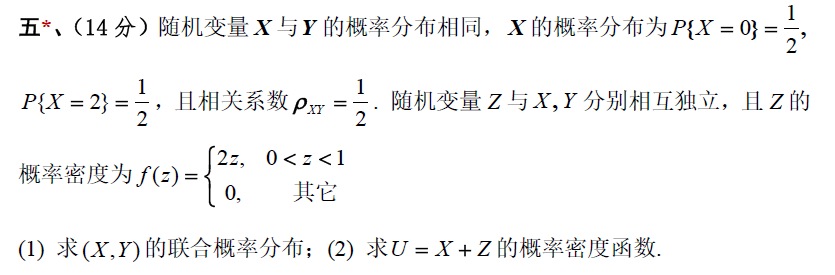 五*、（14 分）随机变量 X 与 Y 的概率分布相同，X 的概率分布为 P{X = 0} = 1/2,
P{X = 2} = 1/2，且相关系数 ρ_XY = 1/2. 随机变量 Z 与 X, Y 分别相互独立，且 Z 的
概率密度为 f(z) = { 2z, 0 < z < 1
0, 其它
(1) 求 (X, Y) 的联合概率分布；(2) 求 U = X + Z 的概率密度函数.